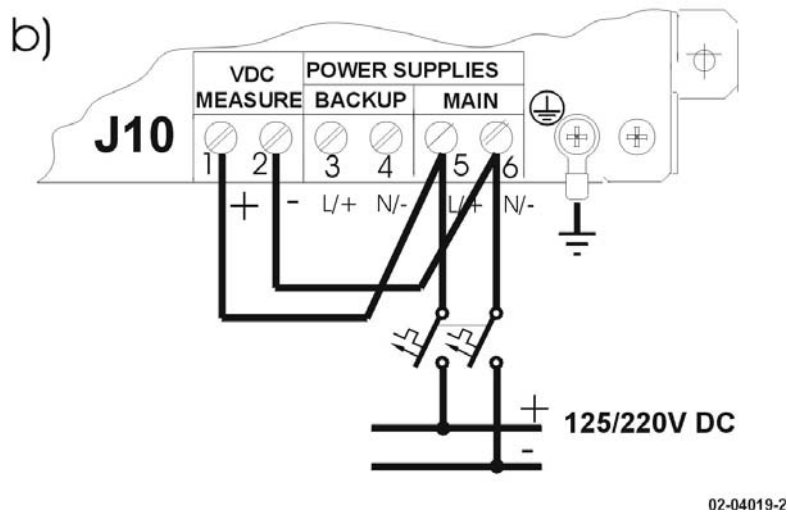 b)
VDC POWER SUPPLIES
MEASURE BACKUP MAIN
J10
1 2 3 4 5 6
+ - L/+ N/- L/+ N/-
+ 125/220V DC
-
02-04019-2